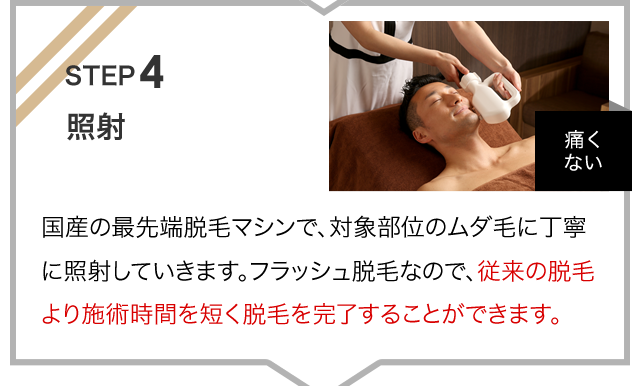 STEP 4
照射
痛く
ない
国産の最先端脱毛マシンで、対象部位のムダ毛に丁寧
に照射していきます。フラッシュ脱毛なので、従来の脱毛
より施術時間を短く脱毛を完了することができます。